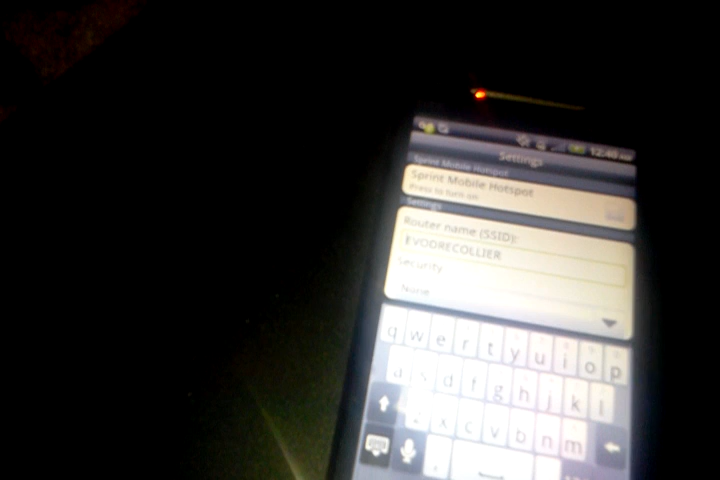 12:40 AM
Settings
Sprint Mobile Hotspot
Sprint Mobile Hotspot
Press to turn on
Settings
Router name (SSID):
EVODRECOLLIER
Security
None
q w e r t y u i o p
a s d f g h j k l
z x c v b n m
,